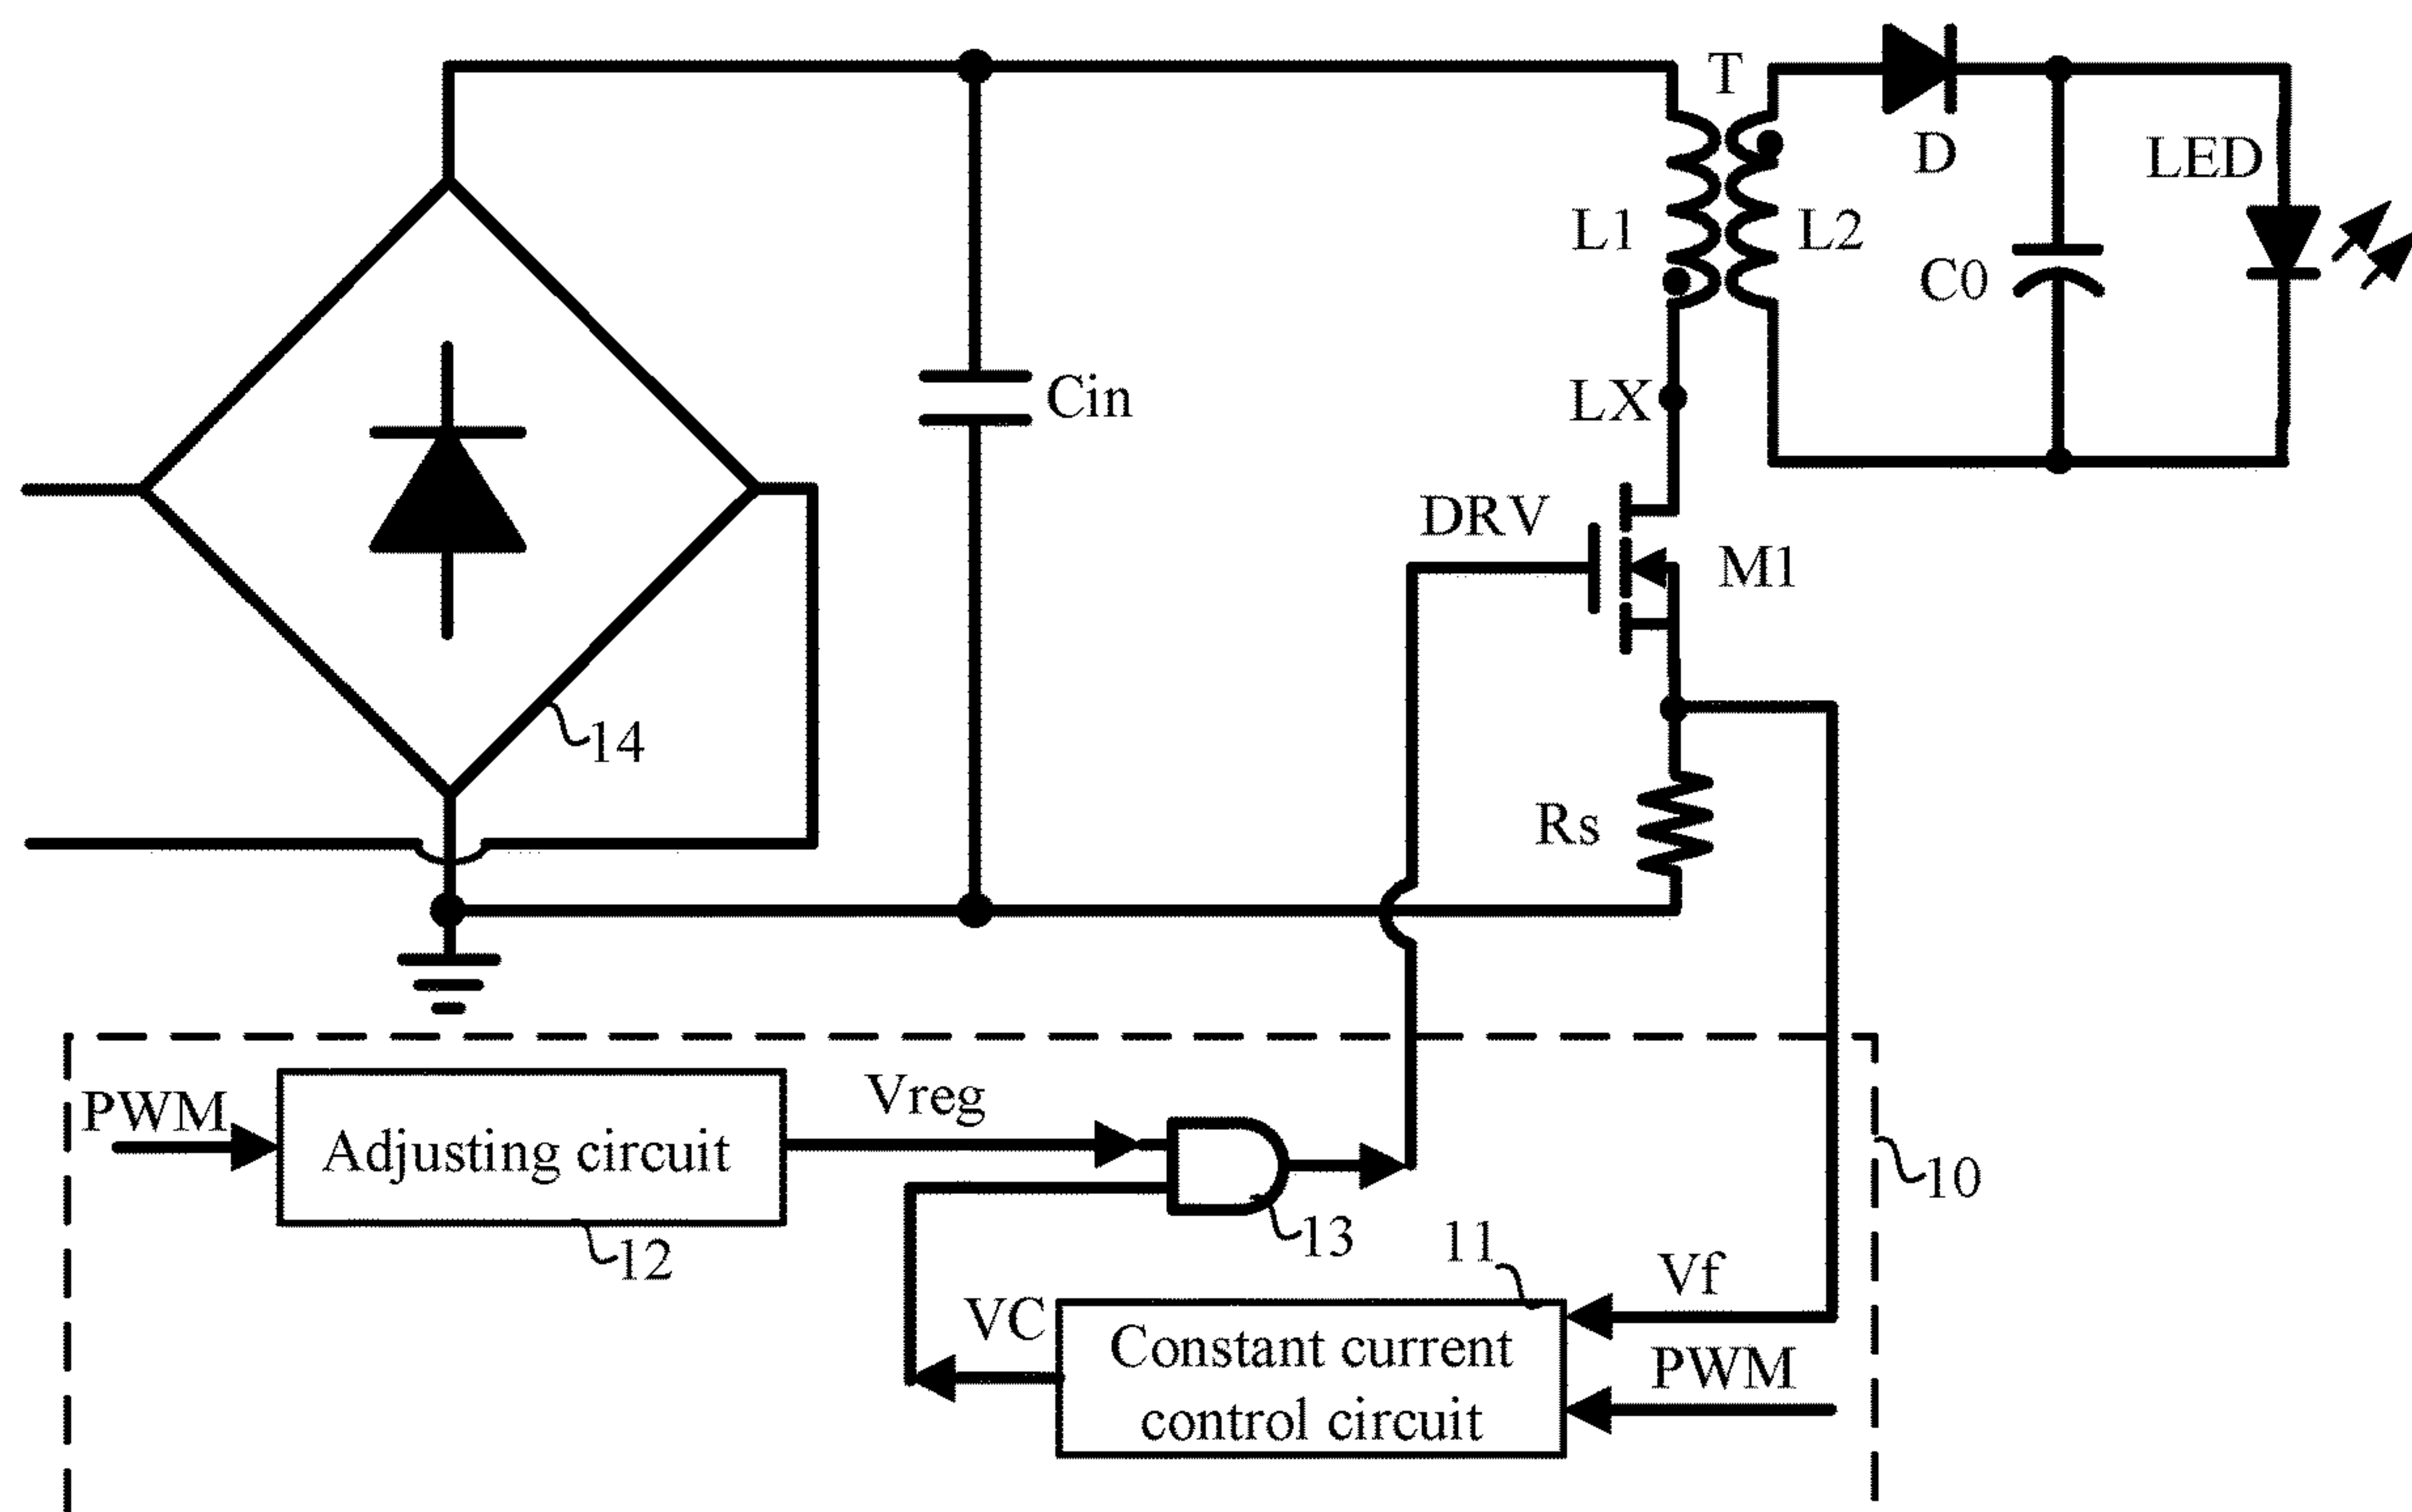 T
D
LED
L1
L2
C0
Cin
LX
DRV
M1
14
Rs
PWM
Vreg
Adjusting circuit
10
13
12
11
Vf
VC
Constant current
control circuit
PWM